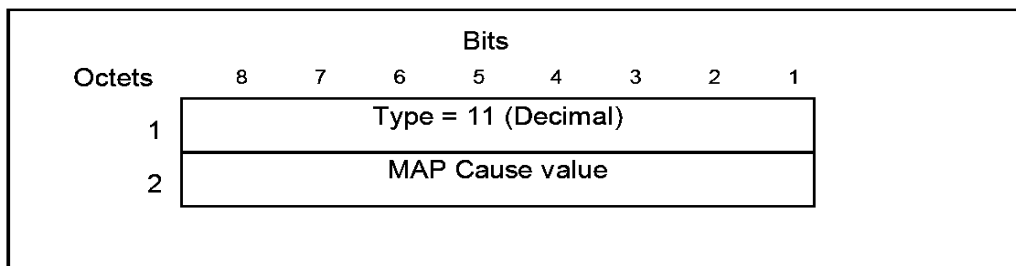 Bits
Octets 8 7 6 5 4 3 2 1
1 Type = 11 (Decimal)
2 MAP Cause value